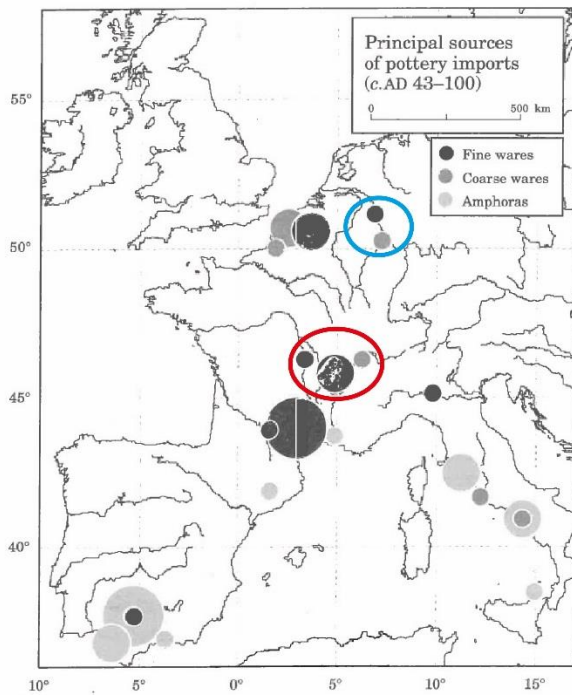 Principal sources
of pottery imports
(c.AD 43–100)
0 500 km
Fine wares
Coarse wares
Amphoras
55°
50°
45°
40°
10° 5° 0° 5° 10° 15°